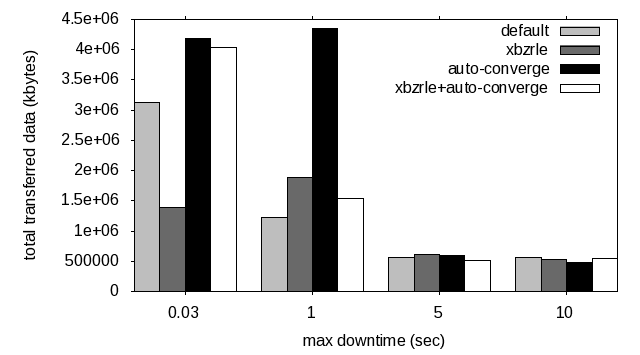 total transferred data (kbytes)
4.5e+06
4e+06
3.5e+06
3e+06
2.5e+06
2e+06
1.5e+06
1e+06
500000
0
default
xbzrle
auto-converge
xbzrle+auto-converge
0.03 1 5 10
max downtime (sec)